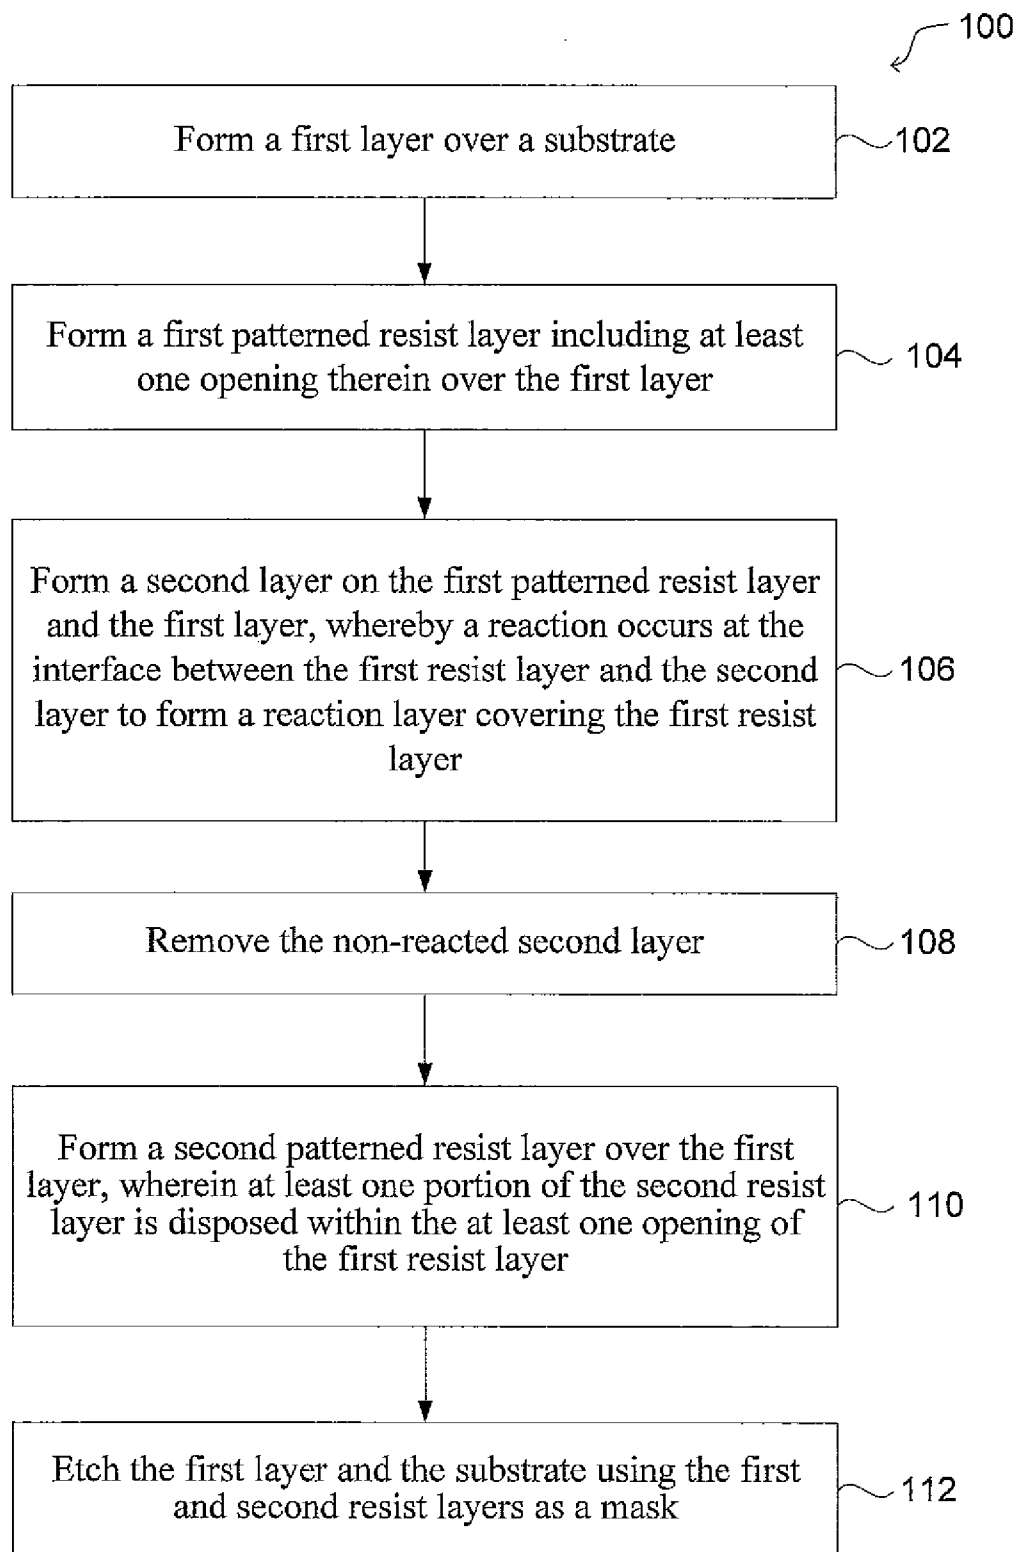 100
Form a first layer over a substrate
102
Form a first patterned resist layer including at least
one opening therein over the first layer
104
Form a second layer on the first patterned resist layer
and the first layer, whereby a reaction occurs at the
interface between the first resist layer and the second
layer to form a reaction layer covering the first resist
layer
106
Remove the non-reacted second layer
108
Form a second patterned resist layer over the first
layer, wherein at least one portion of the second resist
layer is disposed within the at least one opening of
the first resist layer
110
Etch the first layer and the substrate using the first
and second resist layers as a mask
112